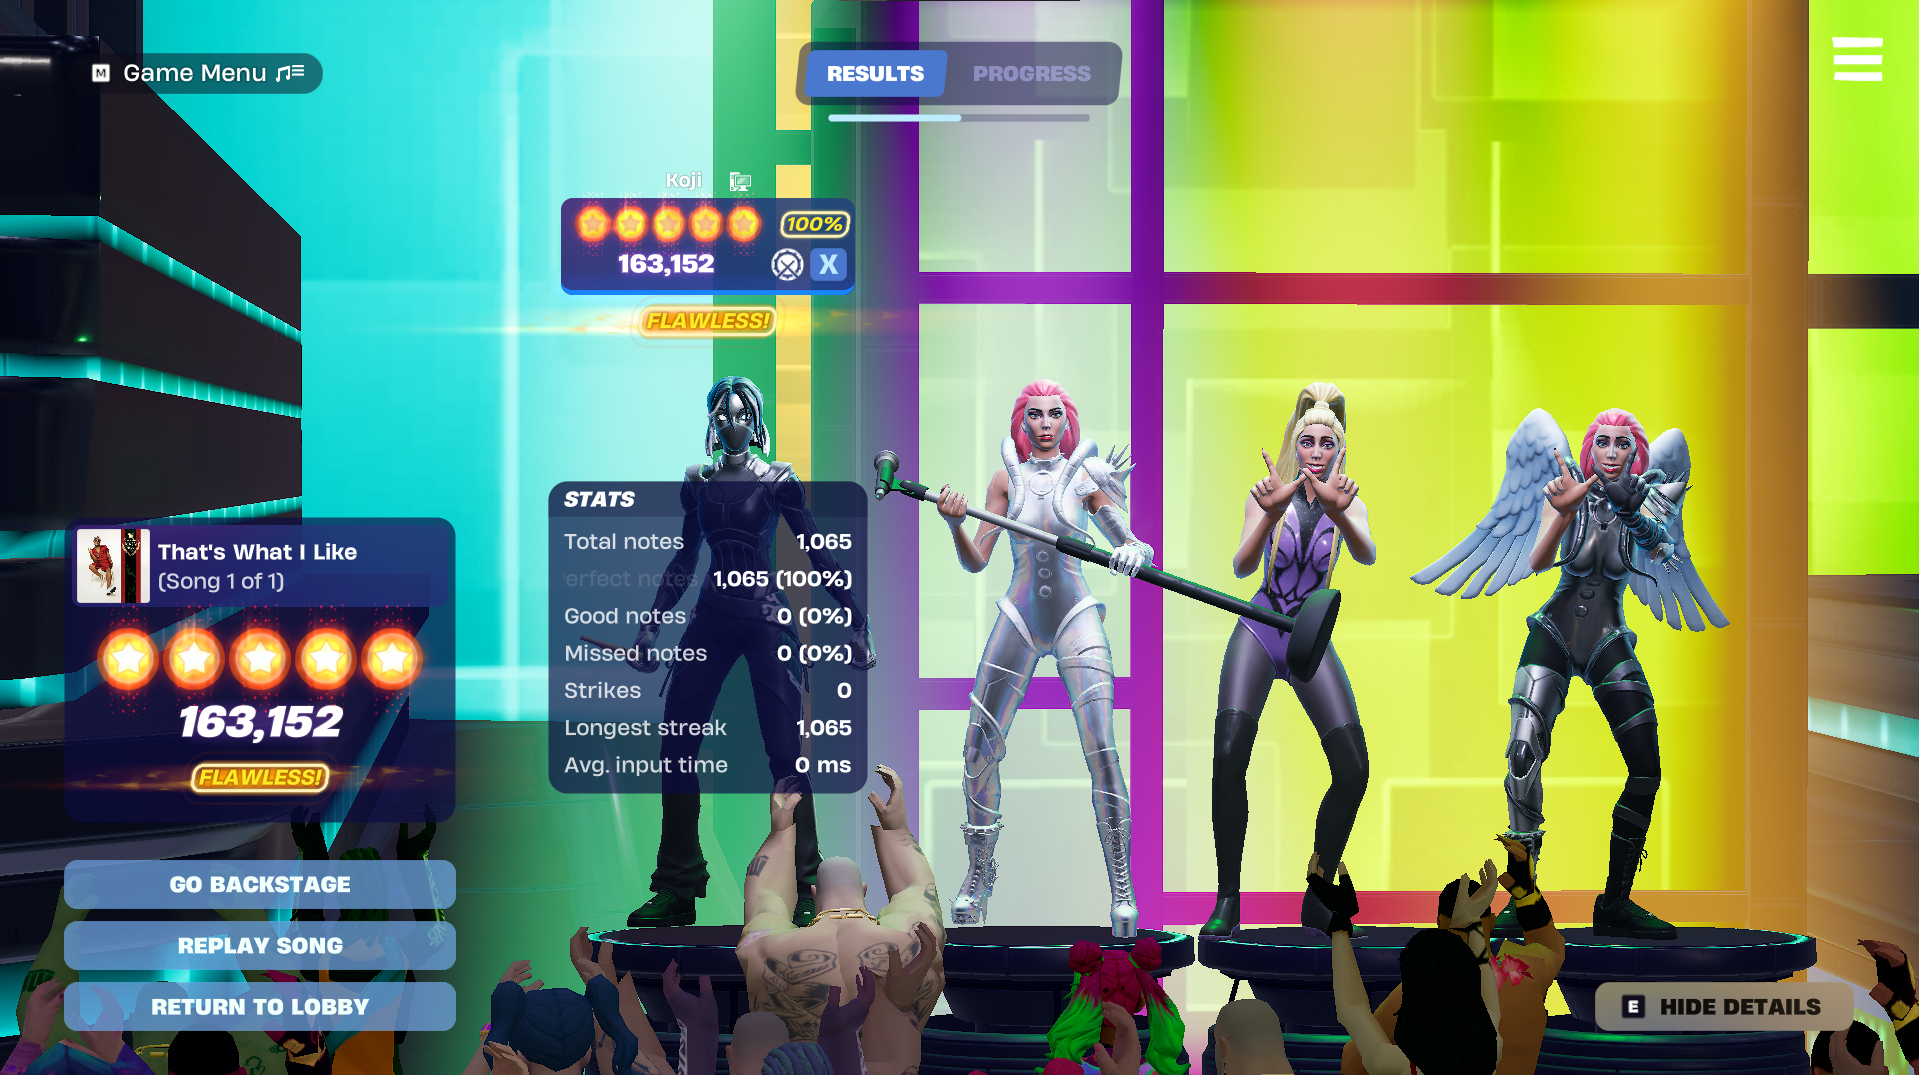 M Game Menu
RESULTS PROGRESS
Koji
100%
163,152 X
FLAWLESS!
STATS
Total notes 1,065
erfect notes 1,065 (100%)
Good notes 0 (0%)
Missed notes 0 (0%)
Strikes 0
Longest streak 1,065
Avg. input time 0 ms
That's What I Like
(Song 1 of 1)
163,152
FLAWLESS!
GO BACKSTAGE
REPLAY SONG
RETURN TO LOBBY
E HIDE DETAILS